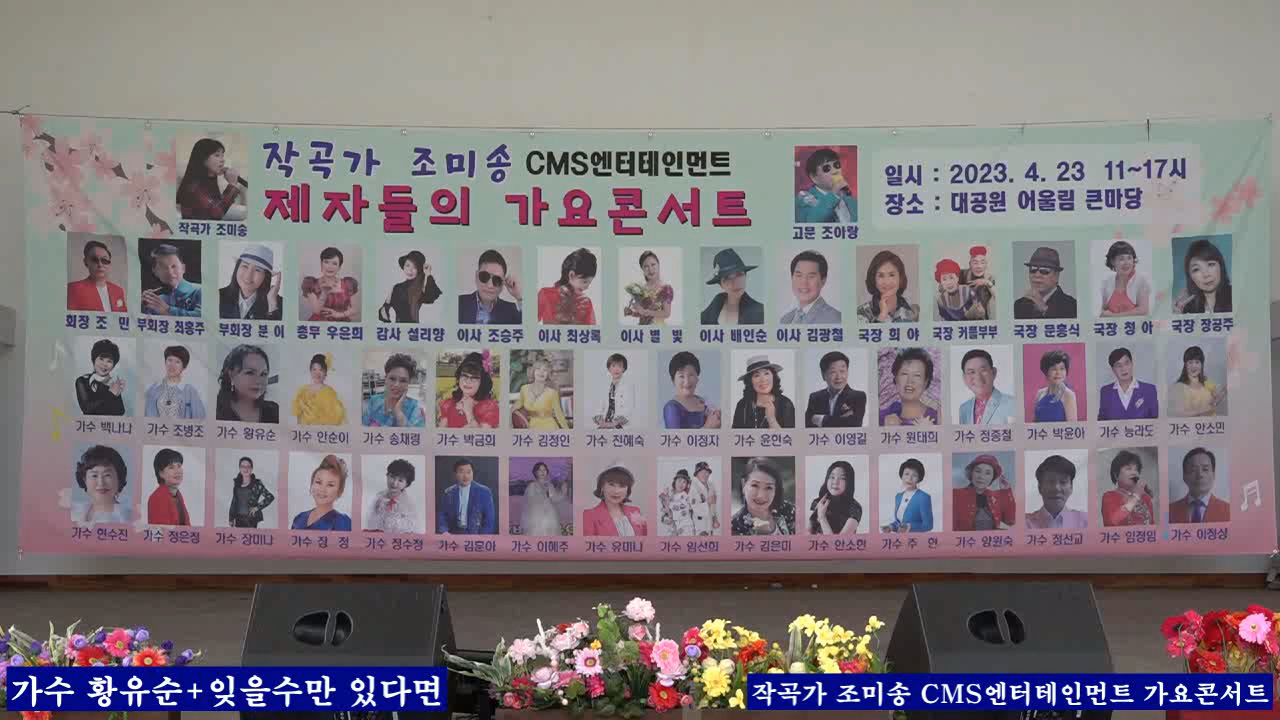 작곡가 조미송 CMS엔터테인먼트
제자들의 가요콘서트
작곡가 조미송
고문 조아랑
일시 : 2023. 4. 23 11~17시
장소 : 대공원 어울림 큰마당
회장 조 민 부회장 최홍주 부회장 분 이 총무 우윤희 감사 설리향 이사 조승주 이사 최상록 이사 별 빛 이사 배인순 이사 김광철 국장 희 야 국장 커플부부 국장 문홍식 국장 청 아 국장 장공주
가수 백나나 가수 조병조 가수 황유순 가수 안순이 가수 송채령 가수 박금희 가수 김정인 가수 진혜숙 가수 이정자 가수 윤현숙 가수 이영길 가수 원태희 가수 정종철 가수 박윤아 가수 능라도 가수 안소민
가수 현수진 가수 정은정 가수 장미나 가수 장 정 가수 정수정 가수 김훈아 가수 이혜주 가수 유미나 가수 임선희 가수 김은미 가수 안소현 가수 주 현 가수 양원숙 가수 정선교 가수 임정임 가수 이정상
가수 황유순+잊을수만 있다면
작곡가 조미송 CMS엔터테인먼트 가요콘서트